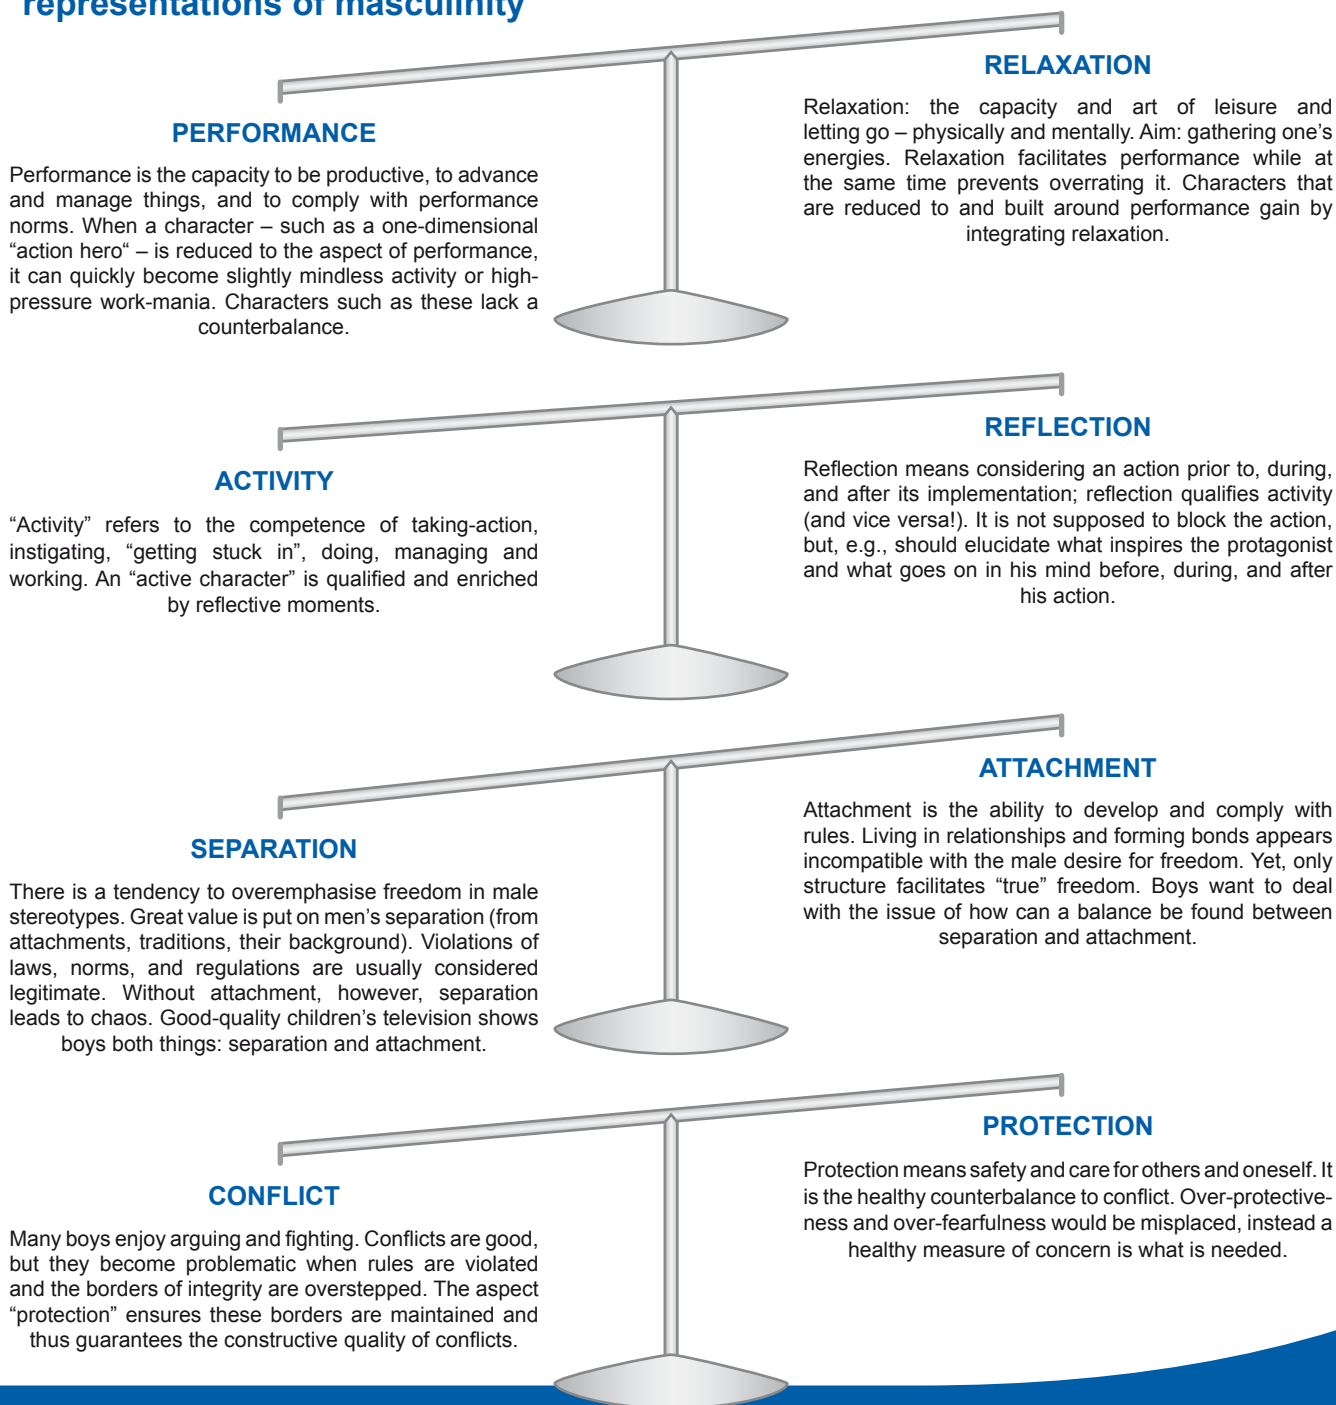 representations of masculinity
PERFORMANCE
Performance is the capacity to be productive, to advance
and manage things, and to comply with performance
norms. When a character – such as a one-dimensional
“action hero“ – is reduced to the aspect of performance,
it can quickly become slightly mindless activity or high-
pressure work-mania. Characters such as these lack a
counterbalance.
RELAXATION
Relaxation: the capacity and art of leisure and
letting go – physically and mentally. Aim: gathering one’s
energies. Relaxation facilitates performance while at
the same time prevents overrating it. Characters that
are reduced to and built around performance gain by
integrating relaxation.
ACTIVITY
“Activity” refers to the competence of taking-action,
instigating, “getting stuck in”, doing, managing and
working. An “active character” is qualified and enriched
by reflective moments.
REFLECTION
Reflection means considering an action prior to, during,
and after its implementation; reflection qualifies activity
(and vice versa!). It is not supposed to block the action,
but, e.g., should elucidate what inspires the protagonist
and what goes on in his mind before, during, and after
his action.
SEPARATION
There is a tendency to overemphasise freedom in male
stereotypes. Great value is put on men’s separation (from
attachments, traditions, their background). Violations of
laws, norms, and regulations are usually considered
legitimate. Without attachment, however, separation
leads to chaos. Good-quality children’s television shows
boys both things: separation and attachment.
ATTACHMENT
Attachment is the ability to develop and comply with
rules. Living in relationships and forming bonds appears
incompatible with the male desire for freedom. Yet, only
structure facilitates “true” freedom. Boys want to deal
with the issue of how can a balance be found between
separation and attachment.
CONFLICT
Many boys enjoy arguing and fighting. Conflicts are good,
but they become problematic when rules are violated
and the borders of integrity are overstepped. The aspect
“protection” ensures these borders are maintained and
thus guarantees the constructive quality of conflicts.
PROTECTION
Protection means safety and care for others and oneself. It
is the healthy counterbalance to conflict. Over-protective-
ness and over-fearfulness would be misplaced, instead a
healthy measure of concern is what is needed.